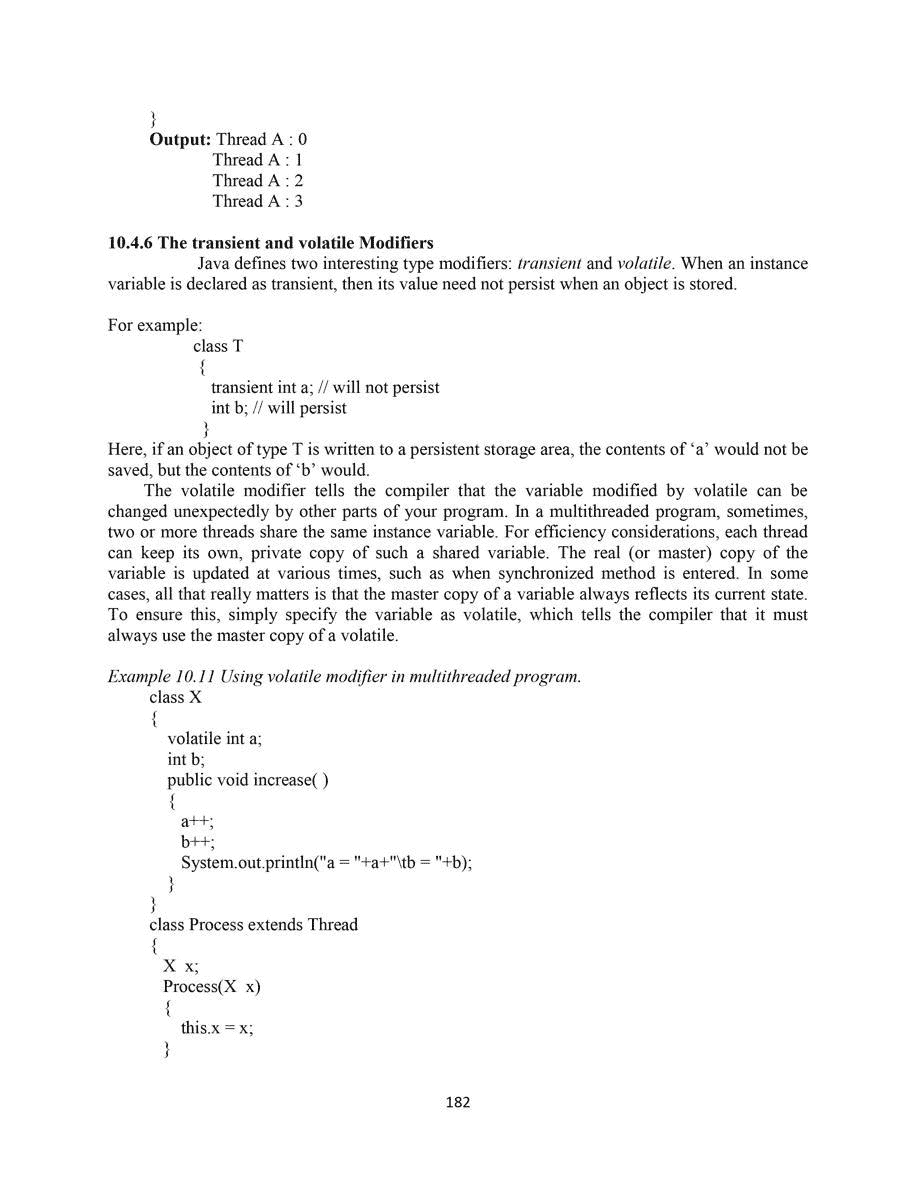 }
Output: Thread A : 0
Thread A : 1
Thread A : 2
Thread A : 3
10.4.6 The transient and volatile Modifiers
Java defines two interesting type modifiers: transient and volatile. When an instance
variable is declared as transient, then its value need not persist when an object is stored.
For example:
class T
{
transient int a; // will not persist
int b; // will persist
}
Here, if an object of type T is written to a persistent storage area, the contents of ‘a’ would not be
saved, but the contents of ‘b’ would.
The volatile modifier tells the compiler that the variable modified by volatile can be
changed unexpectedly by other parts of your program. In a multithreaded program, sometimes,
two or more threads share the same instance variable. For efficiency considerations, each thread
can keep its own, private copy of such a shared variable. The real (or master) copy of the
variable is updated at various times, such as when synchronized method is entered. In some
cases, all that really matters is that the master copy of a variable always reflects its current state.
To ensure this, simply specify the variable as volatile, which tells the compiler that it must
always use the master copy of a volatile.
Example 10.11 Using volatile modifier in multithreaded program.
class X
{
volatile int a;
int b;
public void increase( )
{
a++;
b++;
System.out.println("a = "+a+"\tb = "+b);
}
}
class Process extends Thread
{
X x;
Process(X x)
{
this.x = x;
}
182